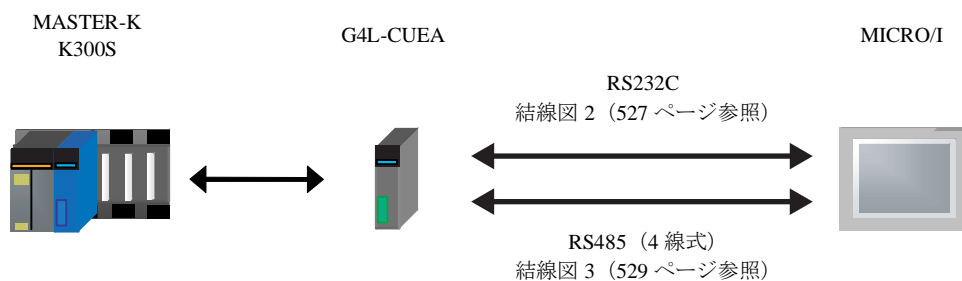 MASTER-K
K300S
G4L-CUEA
MICRO/I
RS232C
結線図 2（527 ページ参照）
RS485（4 線式）
結線図 3（529 ページ参照）